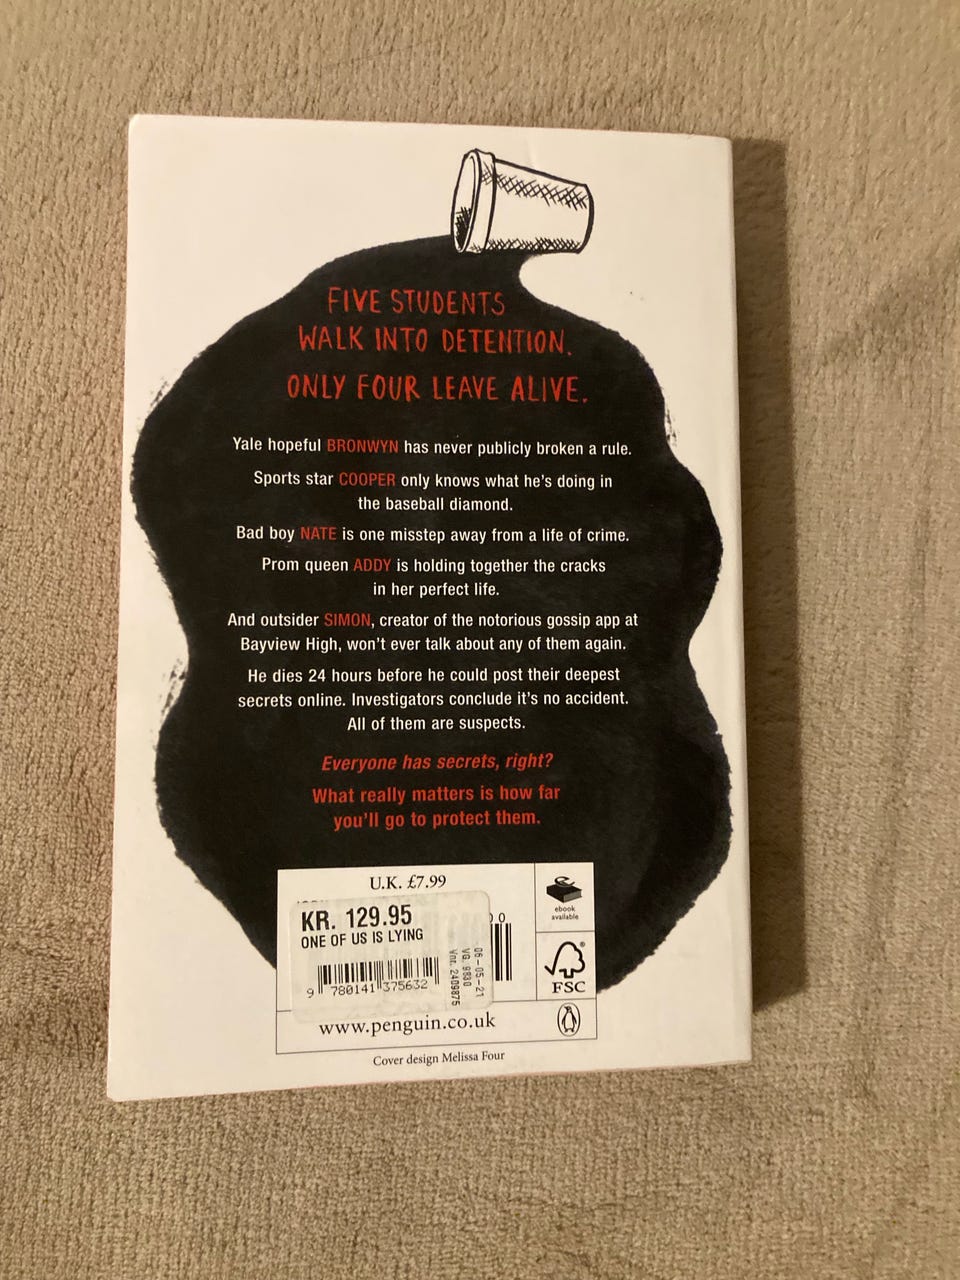 FIVE STUDENTS
WALK INTO DETENTION.
ONLY FOUR LEAVE ALIVE.
Yale hopeful BRONWYN has never publicly broken a rule.
Sports star COOPER only knows what he's doing in
the baseball diamond.
Bad boy NATE is one misstep away from a life of crime.
Prom queen ADDY is holding together the cracks
in her perfect life.
And outsider SIMON, creator of the notorious gossip app at
Bayview High, won't ever talk about any of them again.
He dies 24 hours before he could post their deepest
secrets online. Investigators conclude it's no accident.
All of them are suspects.
Everyone has secrets, right?
What really matters is how far
you'll go to protect them.
U.K. £7.99
KR. 129.95
ONE OF US IS LYING
9 780141 375632
06-05-21
VG. 9830
Vnr. 2409875
00
ebook
available
FSC
www.penguin.co.uk
Cover design Melissa Four